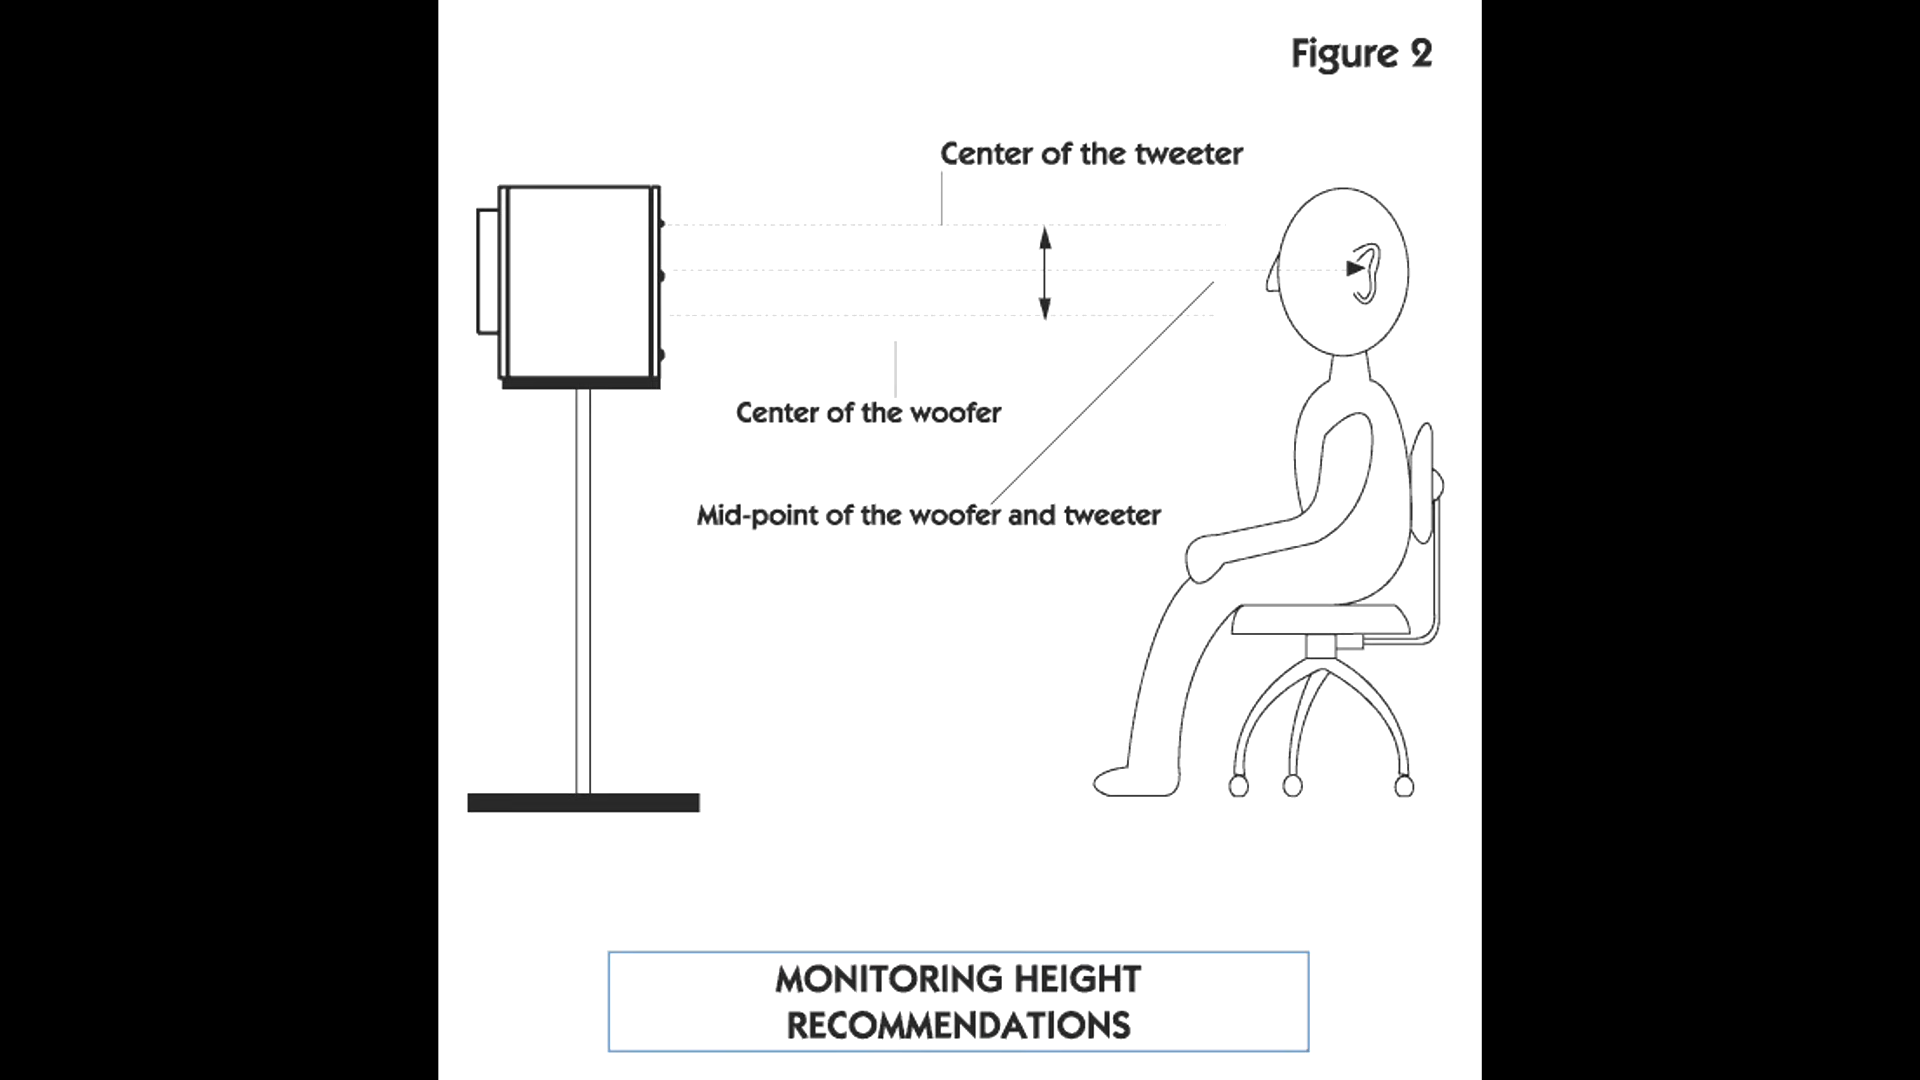 Figure 2
Center of the tweeter
Center of the woofer
Mid-point of the woofer and tweeter
MONITORING HEIGHT
RECOMMENDATIONS